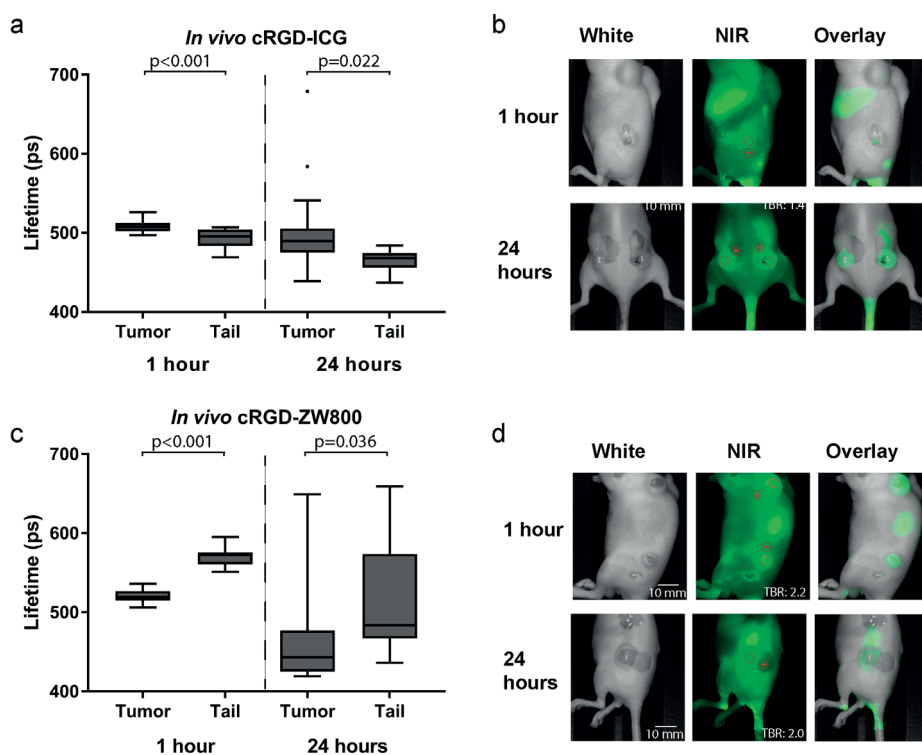 a
In vivo cRGD-ICG
p<0.001
p=0.022
700
600
500
400
Lifetime (ps)
Tumor Tail Tumor Tail
1 hour 24 hours
b
White NIR Overlay
1 hour
10 mm
TBR: 1.4
24
hours
c
In vivo cRGD-ZW800
p<0.001
p=0.036
700
600
500
400
Lifetime (ps)
Tumor Tail Tumor Tail
1 hour 24 hours
d
White NIR Overlay
1 hour
10 mm
TBR: 2.2
24
hours
10 mm
TBR: 2.0